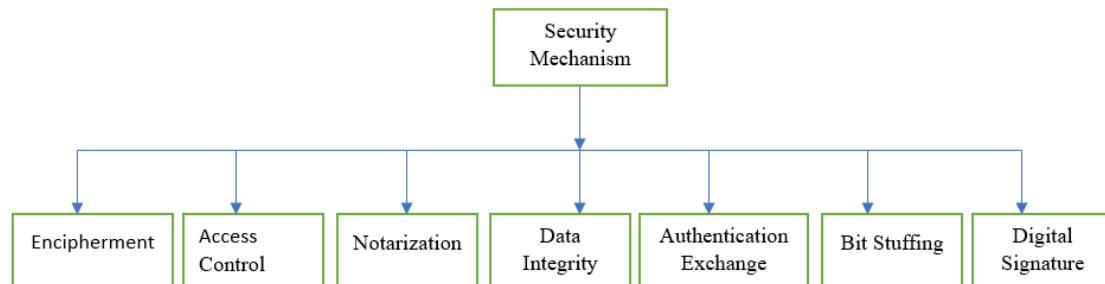 Security
Mechanism
Encipherment
Access
Control
Notarization
Data
Integrity
Authentication
Exchange
Bit Stuffing
Digital
Signature